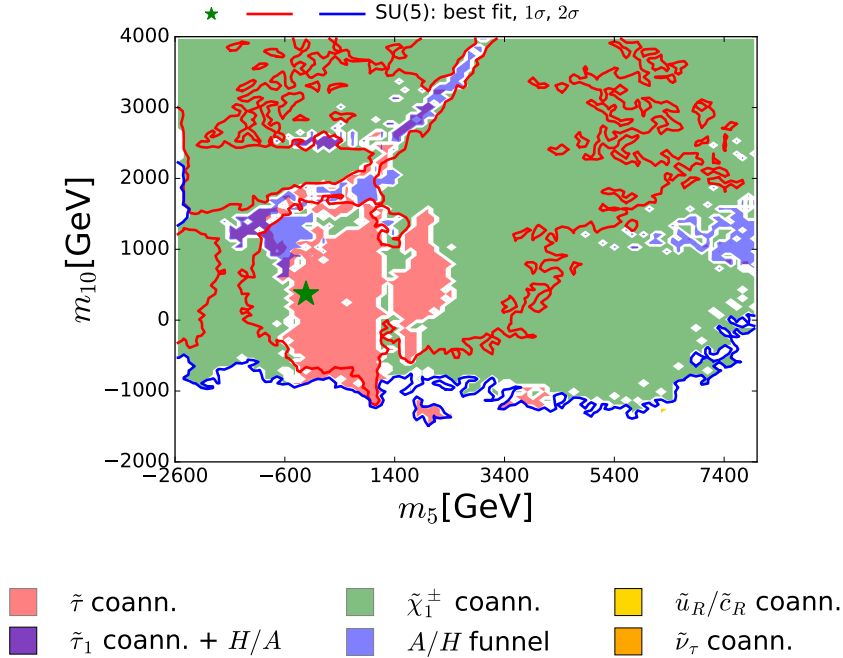 SU(5): best fit, 1σ, 2σ
4000
3000
2000
1000
0
−1000
−2000
m₁₀[GeV]
−2600 −600 1400 3400 5400 7400
m₅[GeV]
τ̃ coann. χ̃₁± coann. ũR/c̃R coann.
τ̃₁ coann. + H/A A/H funnel ν̃τ coann.